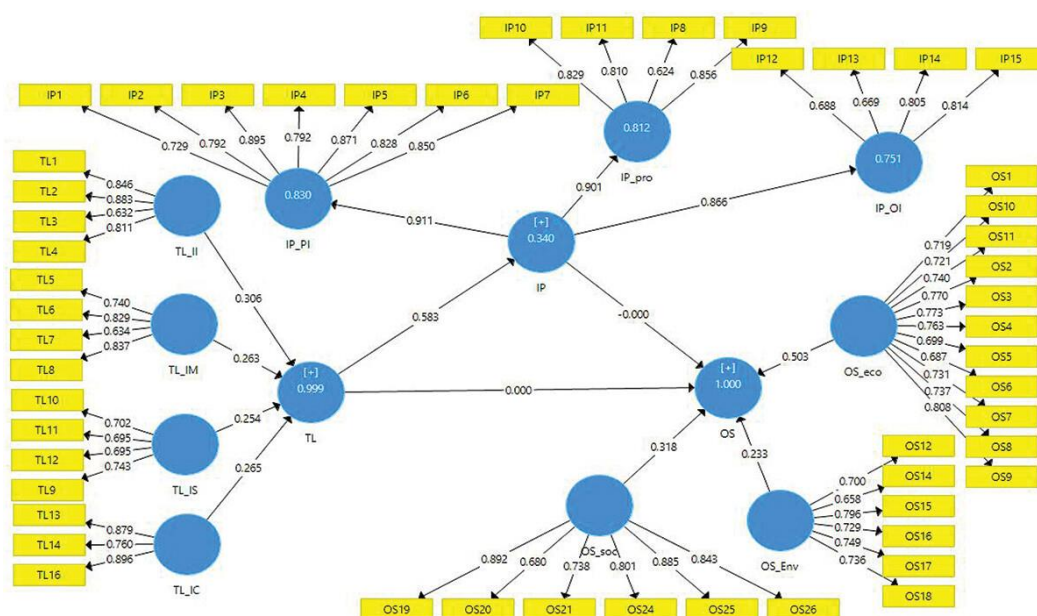 IP10 IP11 IP8 IP9
IP12 IP13 IP14 IP15
0.829 0.810 0.624 0.856
0.688 0.669 0.805 0.814
IP1 IP2 IP3 IP4 IP5 IP6 IP7
0.729 0.792 0.895 0.792 0.871 0.828 0.850
0.812
IP_pro
0.751
IP_OI
0.830
IP_PI
0.901
0.866
0.911
[+]
0.340
IP
0.583
-0.000
TL1
TL2
TL3
TL4
0.846
0.883
0.632
0.811
TL_II
0.306
TL5
TL6
TL7
TL8
0.740
0.829
0.634
0.837
TL_IM
0.263
TL10
TL11
TL12
TL9
0.702
0.695
0.695
0.743
TL_IS
0.254
TL13
TL14
TL16
0.879
0.760
0.896
TL_IC
0.265
[+]
0.999
TL
0.000
[+]
1.000
OS
0.503
0.318
0.233
OS1
OS10
OS11
OS2
OS3
OS4
OS5
OS6
OS7
OS8
OS9
0.719
0.721
0.740
0.770
0.773
0.763
0.699
0.687
0.731
0.737
0.808
OS_eco
OS12
OS14
OS15
OS16
OS17
OS18
0.700
0.658
0.796
0.729
0.749
0.736
OS_Env
OS_soc
0.892 0.680 0.738 0.801 0.885 0.843
OS19 OS20 OS21 OS24 OS25 OS26